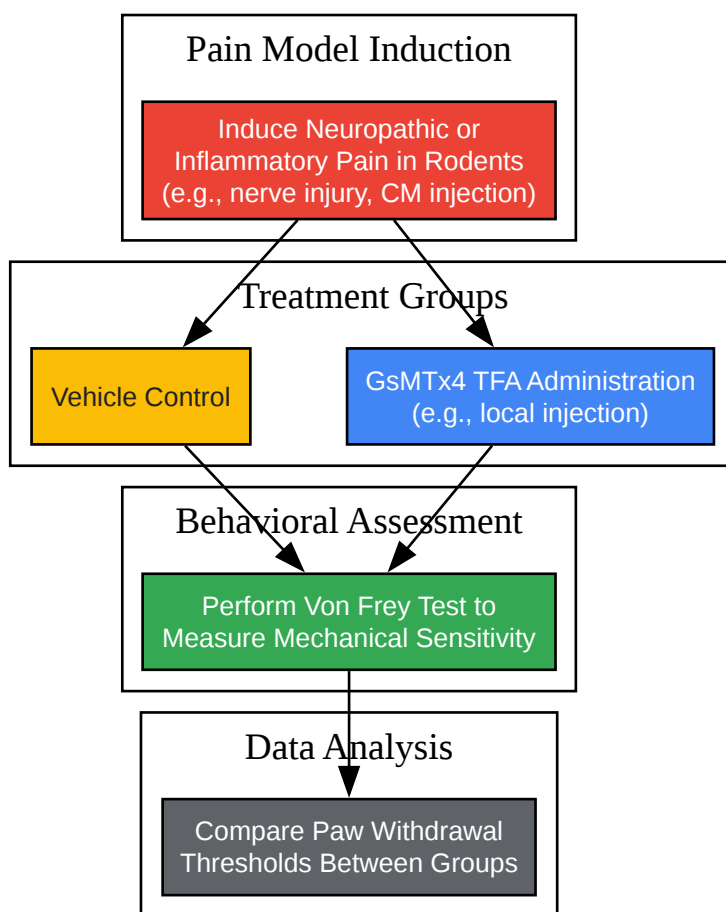 Pain Model Induction
Induce Neuropathic or
Inflammatory Pain in Rodents
(e.g., nerve injury, CM injection)
Treatment Groups
Vehicle Control
GsMTx4 TFA Administration
(e.g., local injection)
Behavioral Assessment
Perform Von Frey Test to
Measure Mechanical Sensitivity
Data Analysis
Compare Paw Withdrawal
Thresholds Between Groups